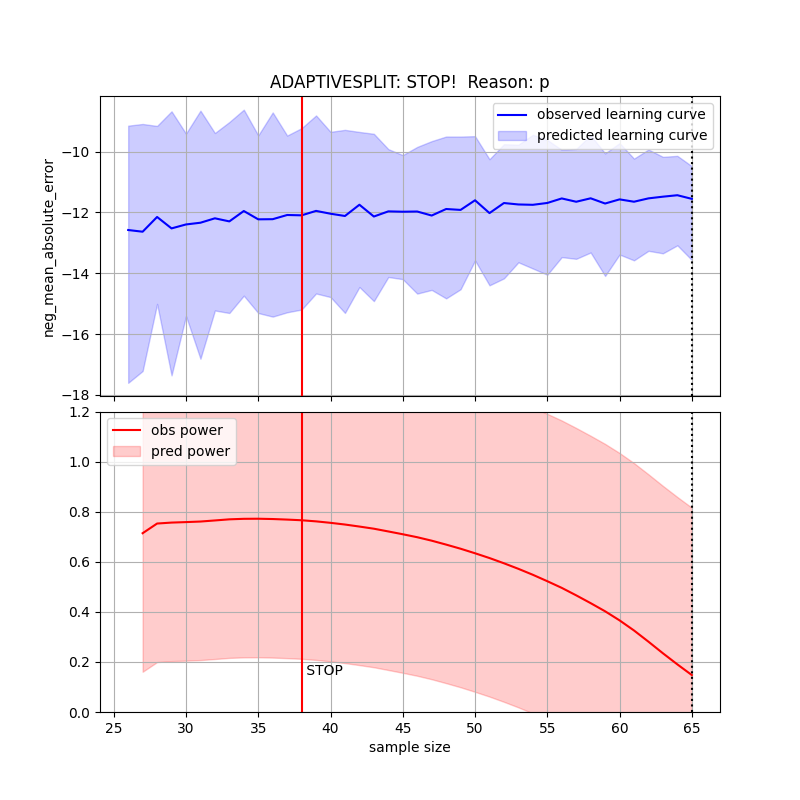 ADAPTIVESPLIT: STOP!  Reason: p
observed learning curve
predicted learning curve
neg_mean_absolute_error
−10
−12
−14
−16
−18
obs power
pred power
STOP
1.2
1.0
0.8
0.6
0.4
0.2
0.0
25 30 35 40 45 50 55 60 65
sample size